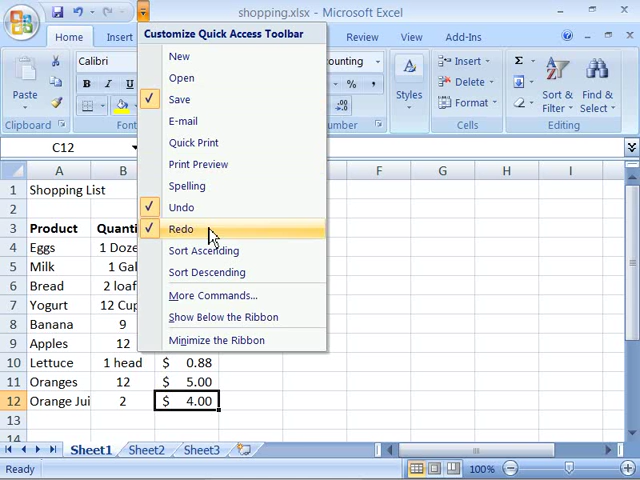 shopping.xlsx - Microsoft Excel
Home
Insert
Review
View
Add-Ins
Customize Quick Access Toolbar
New
Open
Save
E-mail
Quick Print
Print Preview
Spelling
Undo
Redo
Sort Ascending
Sort Descending
More Commands...
Show Below the Ribbon
Minimize the Ribbon
Paste
Clipboard
Calibri
B I U
%
Styles
Insert
Delete
Format
Cells
Σ
Sort & Filter
Find & Select
Editing
C12
A B F G H I
1 Shopping List
2
3 Product
4 Eggs 1
5 Milk 1
6 Bread 2
7 Yogurt 12
8 Banana 9
9 Apples 12
10 Lettuce 1 head $ 0.88
11 Oranges 12 $ 5.00
12 Orange Jui 2 $ 4.00
13
14
Sheet1 Sheet2 Sheet3
Ready 100%